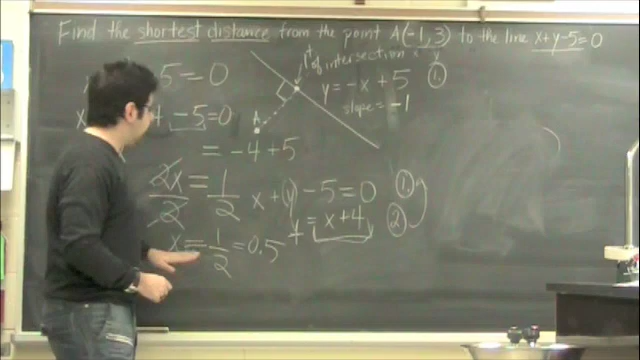 Find the shortest distance from the point A(-1,3) to the line x+y-5=0
pt of intersection
5=0
y=-x+5 ①
slope=-1
A
4 -5=0
=-4+5
2x/2 = 1/2
x+y-5=0 ①
y=x+4 ②
x=1/2=0.5